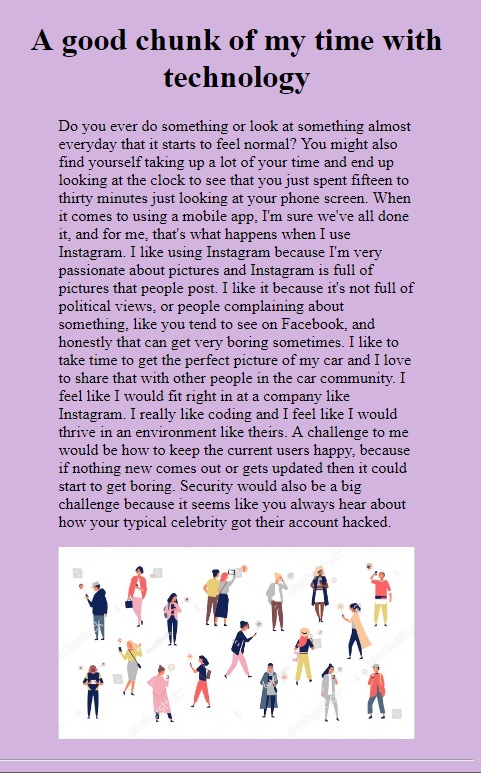 A good chunk of my time with
technology
Do you ever do something or look at something almost
everyday that it starts to feel normal? You might also
find yourself taking up a lot of your time and end up
looking at the clock to see that you just spent fifteen to
thirty minutes just looking at your phone screen. When
it comes to using a mobile app, I'm sure we've all done
it, and for me, that's what happens when I use
Instagram. I like using Instagram because I'm very
passionate about pictures and Instagram is full of
pictures that people post. I like it because it's not full of
political views, or people complaining about
something, like you tend to see on Facebook, and
honestly that can get very boring sometimes. I like to
take time to get the perfect picture of my car and I love
to share that with other people in the car community. I
feel like I would fit right in at a company like
Instagram. I really like coding and I feel like I would
thrive in an environment like theirs. A challenge to me
would be how to keep the current users happy, because
if nothing new comes out or gets updated then it could
start to get boring. Security would also be a big
challenge because it seems like you always hear about
how your typical celebrity got their account hacked.